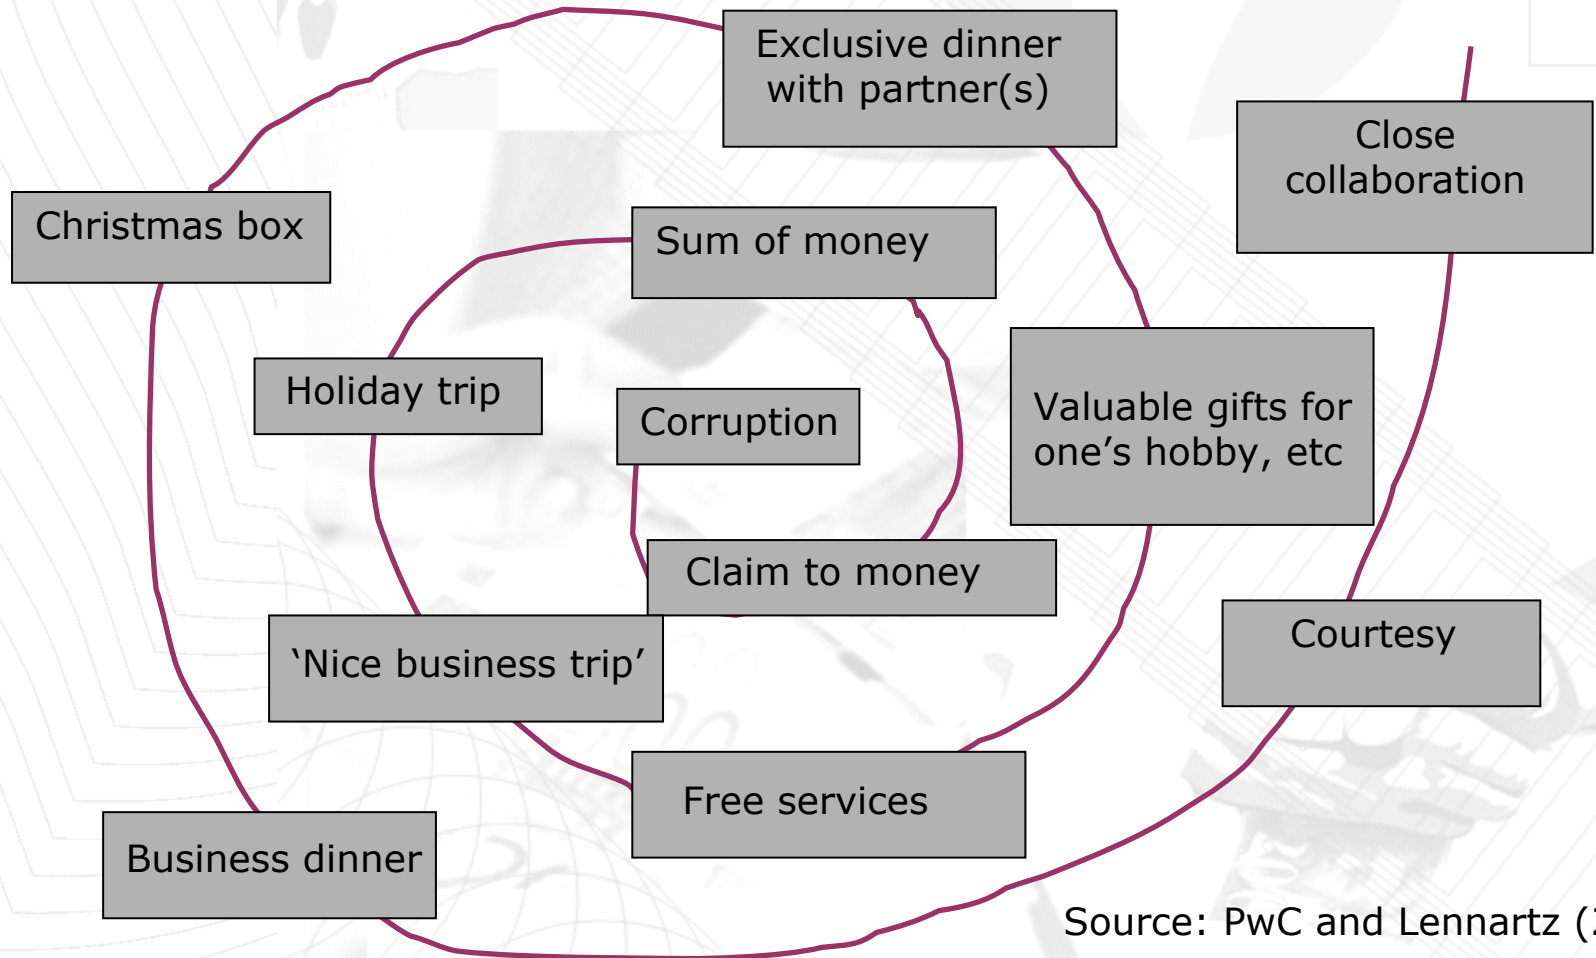 Exclusive dinner
with partner(s)
Close
collaboration
Christmas box
Sum of money
Holiday trip
Corruption
Valuable gifts for
one’s hobby, etc
Claim to money
Courtesy
‘Nice business trip’
Free services
Business dinner
Source: PwC and Lennartz (